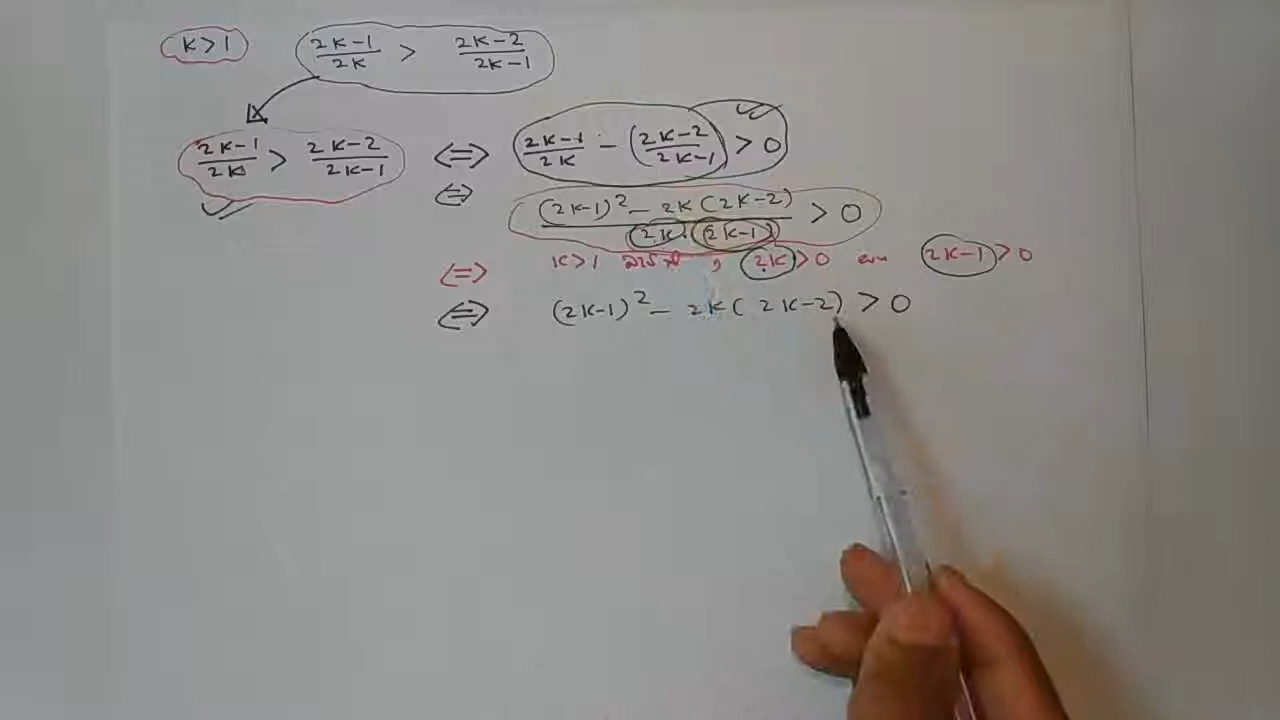 k>1 (2k-1)/2k > (2k-2)/(2k-1)
(2k-1)/2k > (2k-2)/(2k-1) ⇔ (2k-1)/2k - ((2k-2)/(2k-1)) > 0
⇔ ((2k-1)² - 2k(2k-2))/(2k·(2k-1)) > 0
⇔ k>1 , 2k>0 2k-1>0
⇔ (2k-1)² - 2k(2k-2) > 0